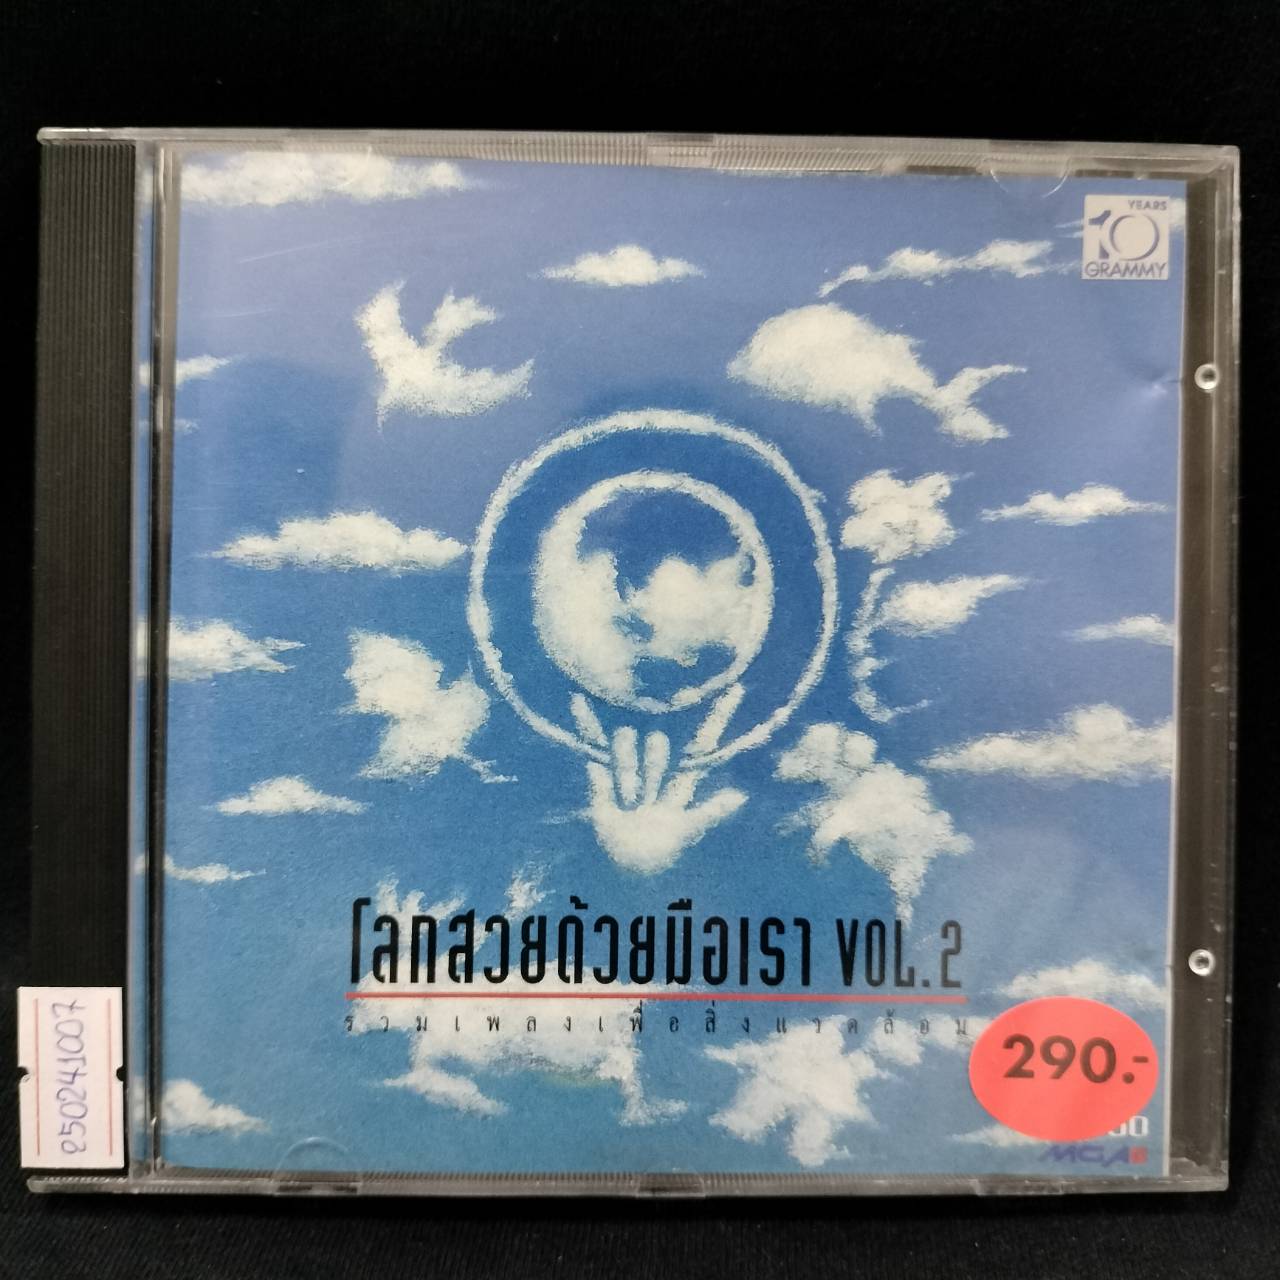 YEARS
10
GRAMMY
โลกสวยด้วยมือเรา VOL.2
รวมเพลงเพื่อสิ่งแวดล้อม
290.-
MGA
250241007